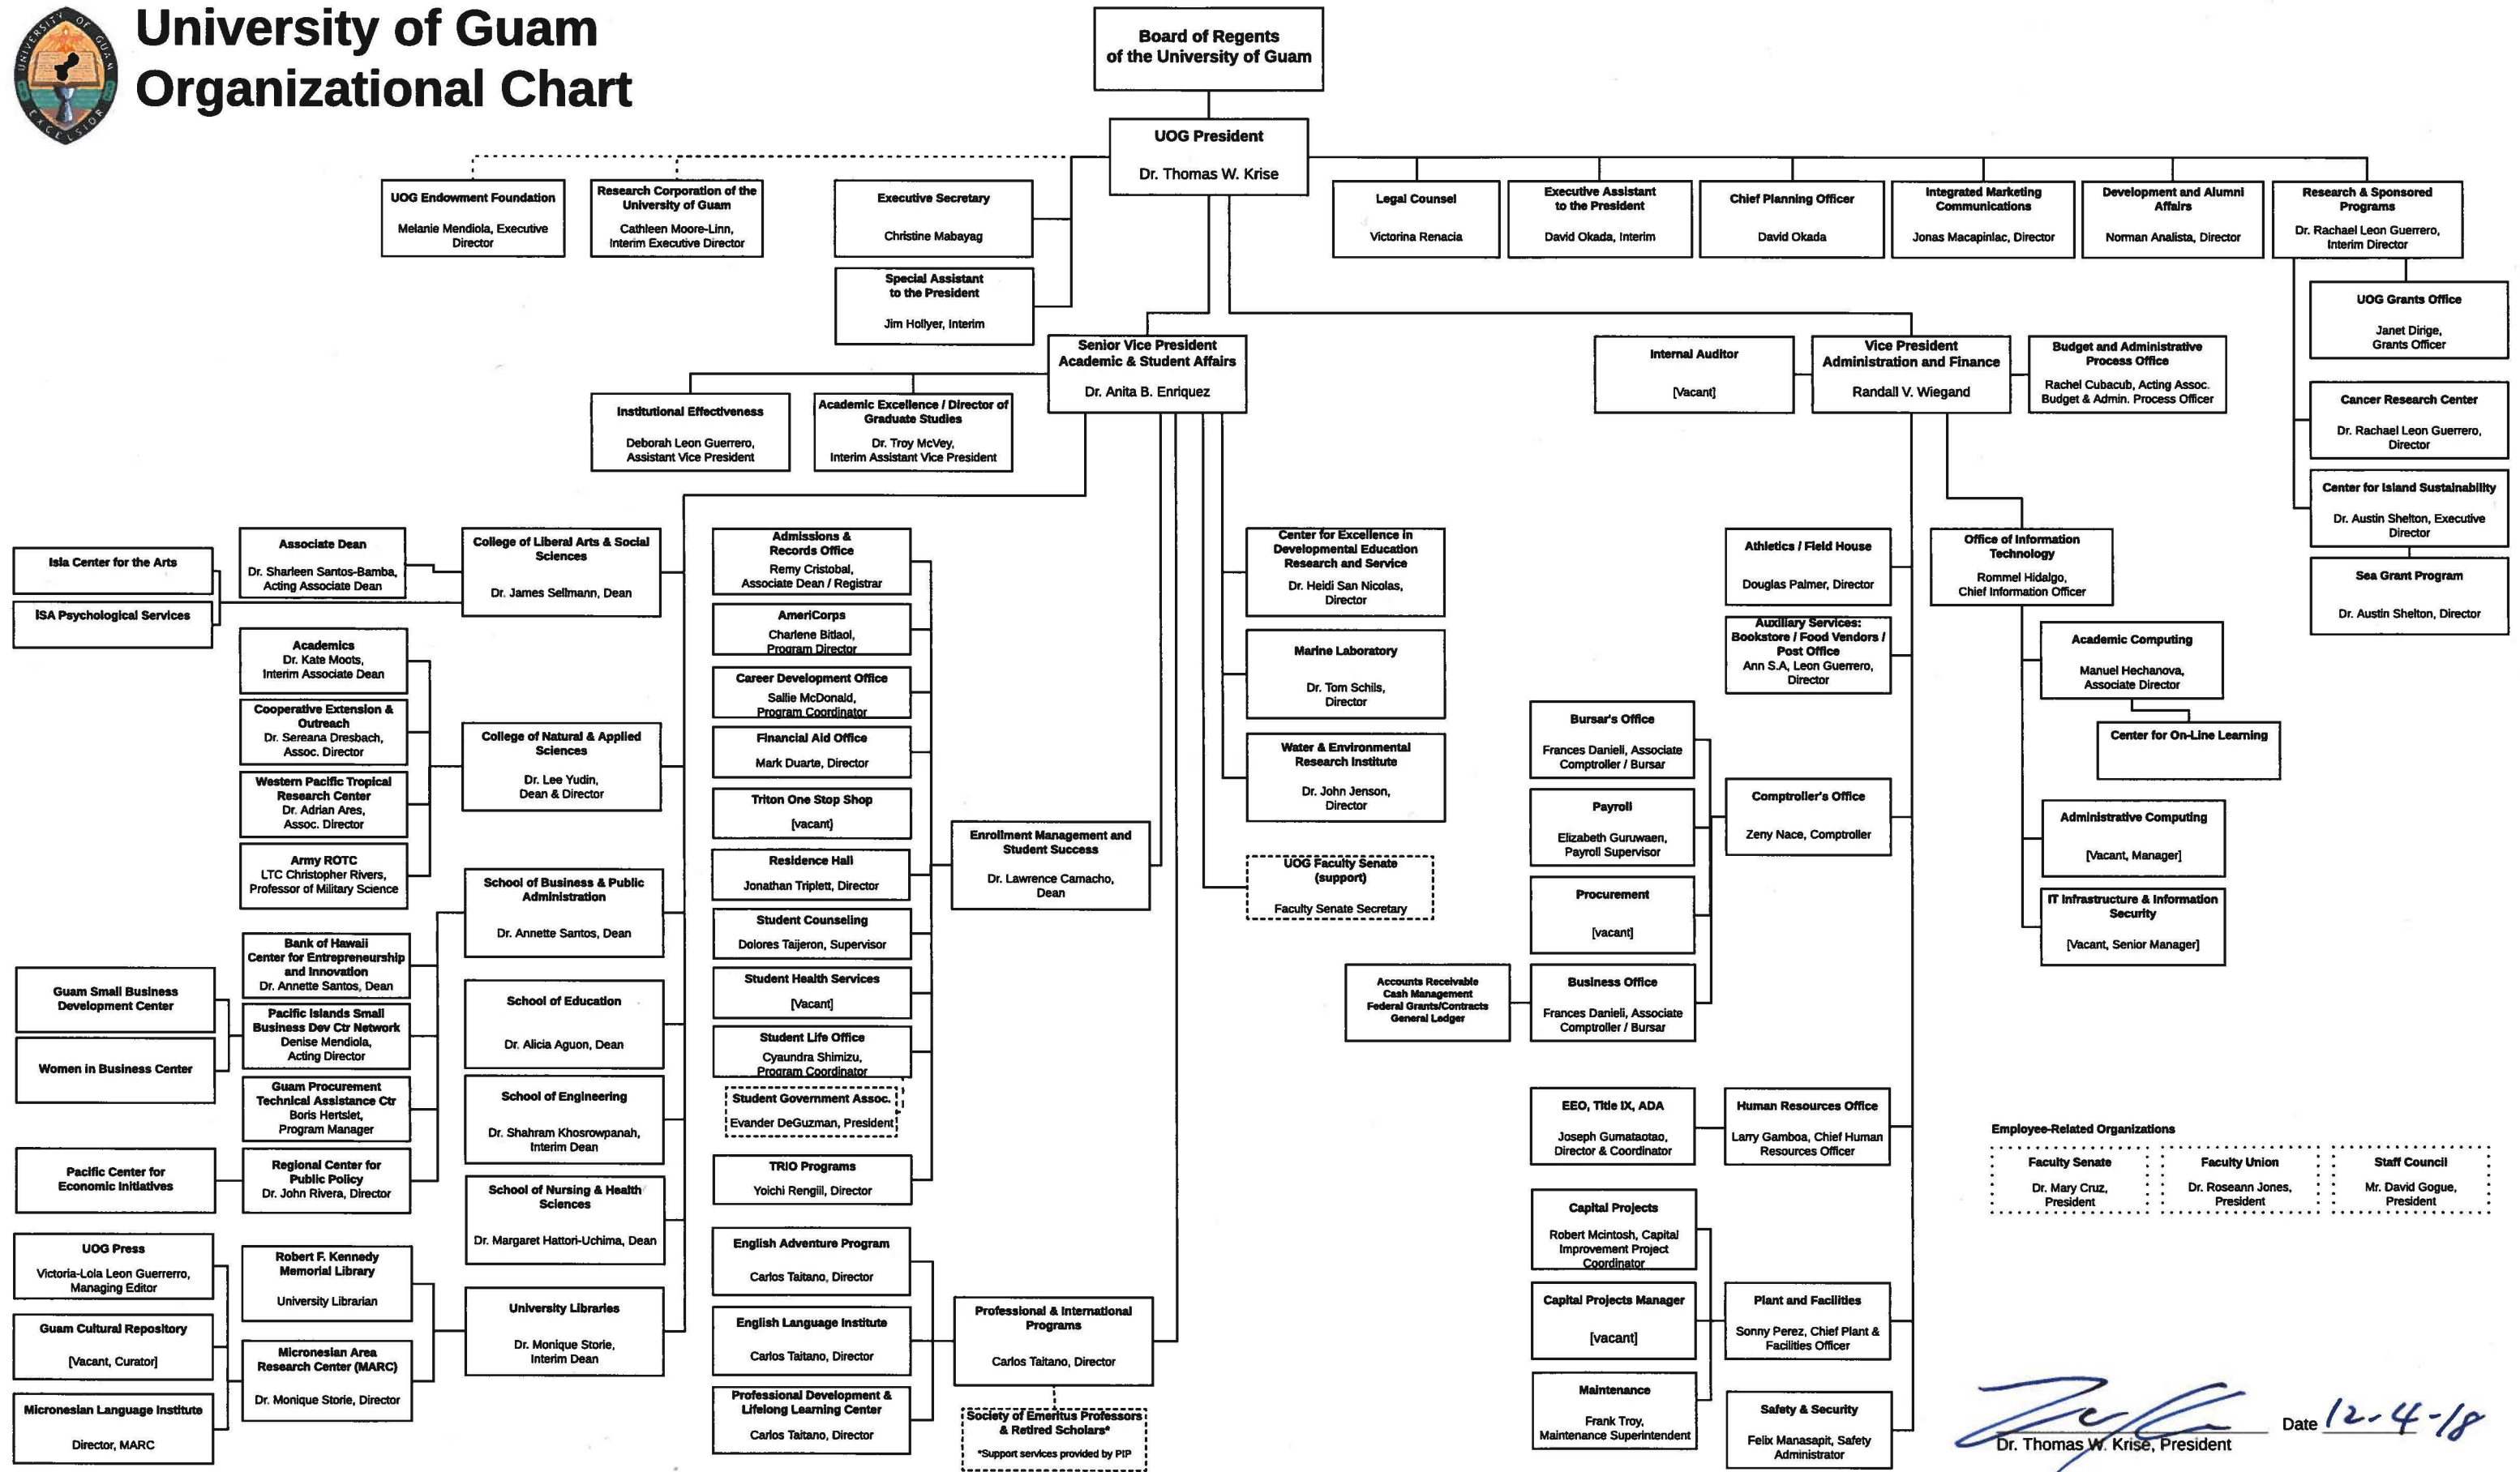 UNIVERSITY OF GUAM
EXCELSIOR
University of Guam
Organizational Chart
Board of Regents
of the University of Guam
UOG President
Dr. Thomas W. Krise
UOG Endowment Foundation
Melanie Mendiola, Executive
Director
Research Corporation of the
University of Guam
Cathleen Moore-Linn,
Interim Executive Director
Executive Secretary
Christine Mabayag
Special Assistant
to the President
Jim Hollyer, Interim
Legal Counsel
Victorina Renacia
Executive Assistant
to the President
David Okada, Interim
Chief Planning Officer
David Okada
Integrated Marketing
Communications
Jonas Macapinlac, Director
Development and Alumni
Affairs
Norman Analista, Director
Research & Sponsored
Programs
Dr. Rachael Leon Guerrero,
Interim Director
UOG Grants Office
Janet Dirige,
Grants Officer
Cancer Research Center
Dr. Rachael Leon Guerrero,
Director
Center for Island Sustainability
Dr. Austin Shelton, Executive
Director
Sea Grant Program
Dr. Austin Shelton, Director
Senior Vice President
Academic & Student Affairs
Dr. Anita B. Enriquez
Institutional Effectiveness
Deborah Leon Guerrero,
Assistant Vice President
Academic Excellence / Director of
Graduate Studies
Dr. Troy McVey,
Interim Assistant Vice President
Internal Auditor
[Vacant]
Vice President
Administration and Finance
Randall V. Wiegand
Budget and Administrative
Process Office
Rachel Cubacub, Acting Assoc.
Budget & Admin. Process Officer
Isla Center for the Arts
ISA Psychological Services
Associate Dean
Dr. Sharleen Santos-Bamba,
Acting Associate Dean
College of Liberal Arts & Social
Sciences
Dr. James Sellmann, Dean
Academics
Dr. Kate Moots,
Interim Associate Dean
Cooperative Extension &
Outreach
Dr. Sereana Dresbach,
Assoc. Director
Western Pacific Tropical
Research Center
Dr. Adrian Ares,
Assoc. Director
Army ROTC
LTC Christopher Rivers,
Professor of Military Science
College of Natural & Applied
Sciences
Dr. Lee Yudin,
Dean & Director
School of Business & Public
Administration
Dr. Annette Santos, Dean
Bank of Hawaii
Center for Entrepreneurship
and Innovation
Dr. Annette Santos, Dean
Guam Small Business
Development Center
Women in Business Center
Pacific Islands Small
Business Dev Ctr Network
Denise Mendiola,
Acting Director
Guam Procurement
Technical Assistance Ctr
Boris Hertslet,
Program Manager
Pacific Center for
Economic Initiatives
Regional Center for
Public Policy
Dr. John Rivera, Director
School of Education
Dr. Alicia Aguon, Dean
School of Engineering
Dr. Shahram Khosrowpanah,
Interim Dean
School of Nursing & Health
Sciences
Dr. Margaret Hattori-Uchima, Dean
UOG Press
Victoria-Lola Leon Guerrerro,
Managing Editor
Guam Cultural Repository
[Vacant, Curator]
Micronesian Language Institute
Director, MARC
Robert F. Kennedy
Memorial Library
University Librarian
Micronesian Area
Research Center (MARC)
Dr. Monique Storie, Director
University Libraries
Dr. Monique Storie,
Interim Dean
Admissions &
Records Office
Remy Cristobal,
Associate Dean / Registrar
AmeriCorps
Charlene Bitlaol,
Program Director
Career Development Office
Sallie McDonald,
Program Coordinator
Financial Aid Office
Mark Duarte, Director
Triton One Stop Shop
[vacant]
Residence Hall
Jonathan Triplett, Director
Student Counseling
Dolores Taijeron, Supervisor
Student Health Services
[Vacant]
Student Life Office
Cyaundra Shimizu,
Program Coordinator
Student Government Assoc.
Evander DeGuzman, President
TRIO Programs
Yoichi Rengiil, Director
Enrollment Management and
Student Success
Dr. Lawrence Camacho,
Dean
English Adventure Program
Carlos Taitano, Director
English Language Institute
Carlos Taitano, Director
Professional Development &
Lifelong Learning Center
Carlos Taitano, Director
Professional & International
Programs
Carlos Taitano, Director
Society of Emeritus Professors
& Retired Scholars*
*Support services provided by PIP
Center for Excellence in
Developmental Education
Research and Service
Dr. Heidi San Nicolas,
Director
Marine Laboratory
Dr. Tom Schils,
Director
Water & Environmental
Research Institute
Dr. John Jenson,
Director
UOG Faculty Senate
(support)
Faculty Senate Secretary
Athletics / Field House
Douglas Palmer, Director
Auxiliary Services:
Bookstore / Food Vendors /
Post Office
Ann S.A, Leon Guerrero,
Director
Bursar's Office
Frances Danieli, Associate
Comptroller / Bursar
Payroll
Elizabeth Guruwaen,
Payroll Supervisor
Procurement
[vacant]
Business Office
Frances Danieli, Associate
Comptroller / Bursar
Accounts Receivable
Cash Management
Federal Grants/Contracts
General Ledger
Comptroller's Office
Zeny Nace, Comptroller
EEO, Title IX, ADA
Joseph Gumataotao,
Director & Coordinator
Human Resources Office
Larry Gamboa, Chief Human
Resources Officer
Capital Projects
Robert Mcintosh, Capital
Improvement Project
Coordinator
Capital Projects Manager
[vacant]
Maintenance
Frank Troy,
Maintenance Superintendent
Plant and Facilities
Sonny Perez, Chief Plant &
Facilities Officer
Safety & Security
Felix Manasapit, Safety
Administrator
Office of Information
Technology
Rommel Hidalgo,
Chief Information Officer
Academic Computing
Manuel Hechanova,
Associate Director
Center for On-Line Learning
Administrative Computing
[Vacant, Manager]
IT Infrastructure & Information
Security
[Vacant, Senior Manager]
Employee-Related Organizations
Faculty Senate
Dr. Mary Cruz,
President
Faculty Union
Dr. Roseann Jones,
President
Staff Council
Mr. David Gogue,
President
Dr. Thomas W. Krise, President
Date 12-4-18